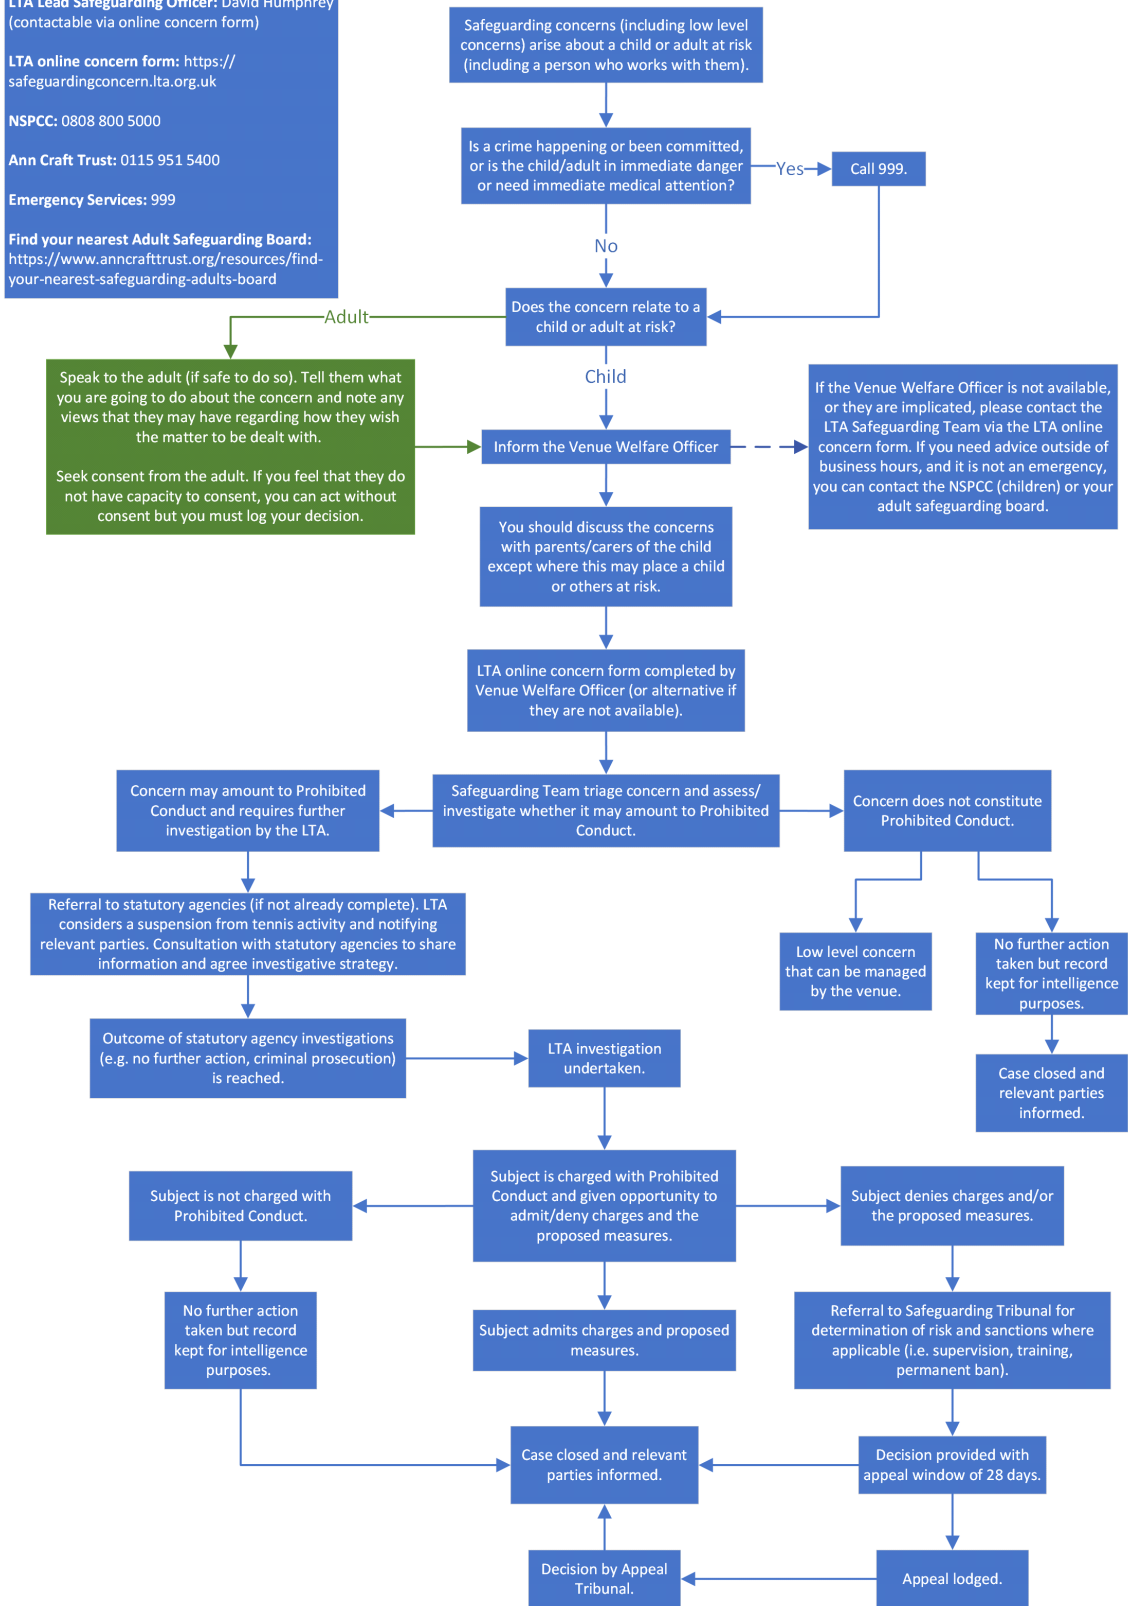 LTA Lead Safeguarding Officer: David Humphrey
(contactable via online concern form)
LTA online concern form: https://
safeguardingconcern.lta.org.uk
NSPCC: 0808 800 5000
Ann Craft Trust: 0115 951 5400
Emergency Services: 999
Find your nearest Adult Safeguarding Board:
https://www.anncrafttrust.org/resources/find-
your-nearest-safeguarding-adults-board
Safeguarding concerns (including low level
concerns) arise about a child or adult at risk
(including a person who works with them).
Is a crime happening or been committed,
or is the child/adult in immediate danger
or need immediate medical attention?
Yes
Call 999.
No
Does the concern relate to a
child or adult at risk?
Adult
Child
Speak to the adult (if safe to do so). Tell them what
you are going to do about the concern and note any
views that they may have regarding how they wish
the matter to be dealt with.
Seek consent from the adult. If you feel that they do
not have capacity to consent, you can act without
consent but you must log your decision.
Inform the Venue Welfare Officer
If the Venue Welfare Officer is not available,
or they are implicated, please contact the
LTA Safeguarding Team via the LTA online
concern form. If you need advice outside of
business hours, and it is not an emergency,
you can contact the NSPCC (children) or your
adult safeguarding board.
You should discuss the concerns
with parents/carers of the child
except where this may place a child
or others at risk.
LTA online concern form completed by
Venue Welfare Officer (or alternative if
they are not available).
Concern may amount to Prohibited
Conduct and requires further
investigation by the LTA.
Safeguarding Team triage concern and assess/
investigate whether it may amount to Prohibited
Conduct.
Concern does not constitute
Prohibited Conduct.
Referral to statutory agencies (if not already complete). LTA
considers a suspension from tennis activity and notifying
relevant parties. Consultation with statutory agencies to share
information and agree investigative strategy.
Low level concern
that can be managed
by the venue.
No further action
taken but record
kept for intelligence
purposes.
Outcome of statutory agency investigations
(e.g. no further action, criminal prosecution)
is reached.
LTA investigation
undertaken.
Case closed and
relevant parties
informed.
Subject is not charged with
Prohibited Conduct.
Subject is charged with Prohibited
Conduct and given opportunity to
admit/deny charges and the
proposed measures.
Subject denies charges and/or
the proposed measures.
No further action
taken but record
kept for intelligence
purposes.
Subject admits charges and proposed
measures.
Referral to Safeguarding Tribunal for
determination of risk and sanctions where
applicable (i.e. supervision, training,
permanent ban).
Case closed and relevant
parties informed.
Decision provided with
appeal window of 28 days.
Decision by Appeal
Tribunal.
Appeal lodged.